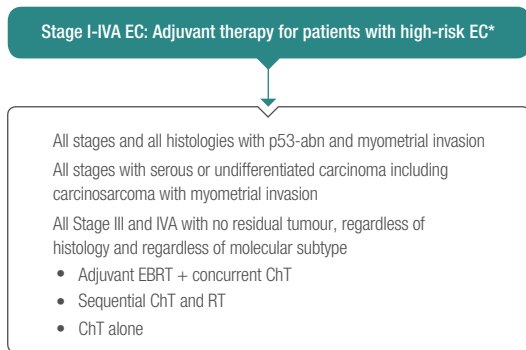 Stage I-IVA EC: Adjuvant therapy for patients with high-risk EC*
All stages and all histologies with p53-abn and myometrial invasion
All stages with serous or undifferentiated carcinoma including
carcinosarcoma with myometrial invasion
All Stage III and IVA with no residual tumour, regardless of
histology and regardless of molecular subtype
• Adjuvant EBRT + concurrent ChT
• Sequential ChT and RT
• ChT alone